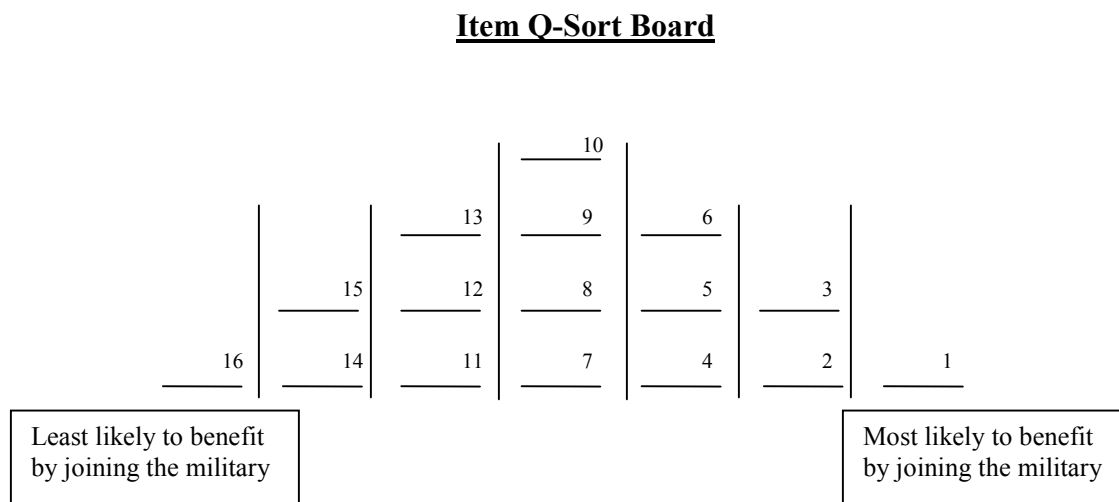 Item Q-Sort Board
10
13 9 6
15 12 8 5 3
16 14 11 7 4 2 1
Least likely to benefit
by joining the military
Most likely to benefit
by joining the military